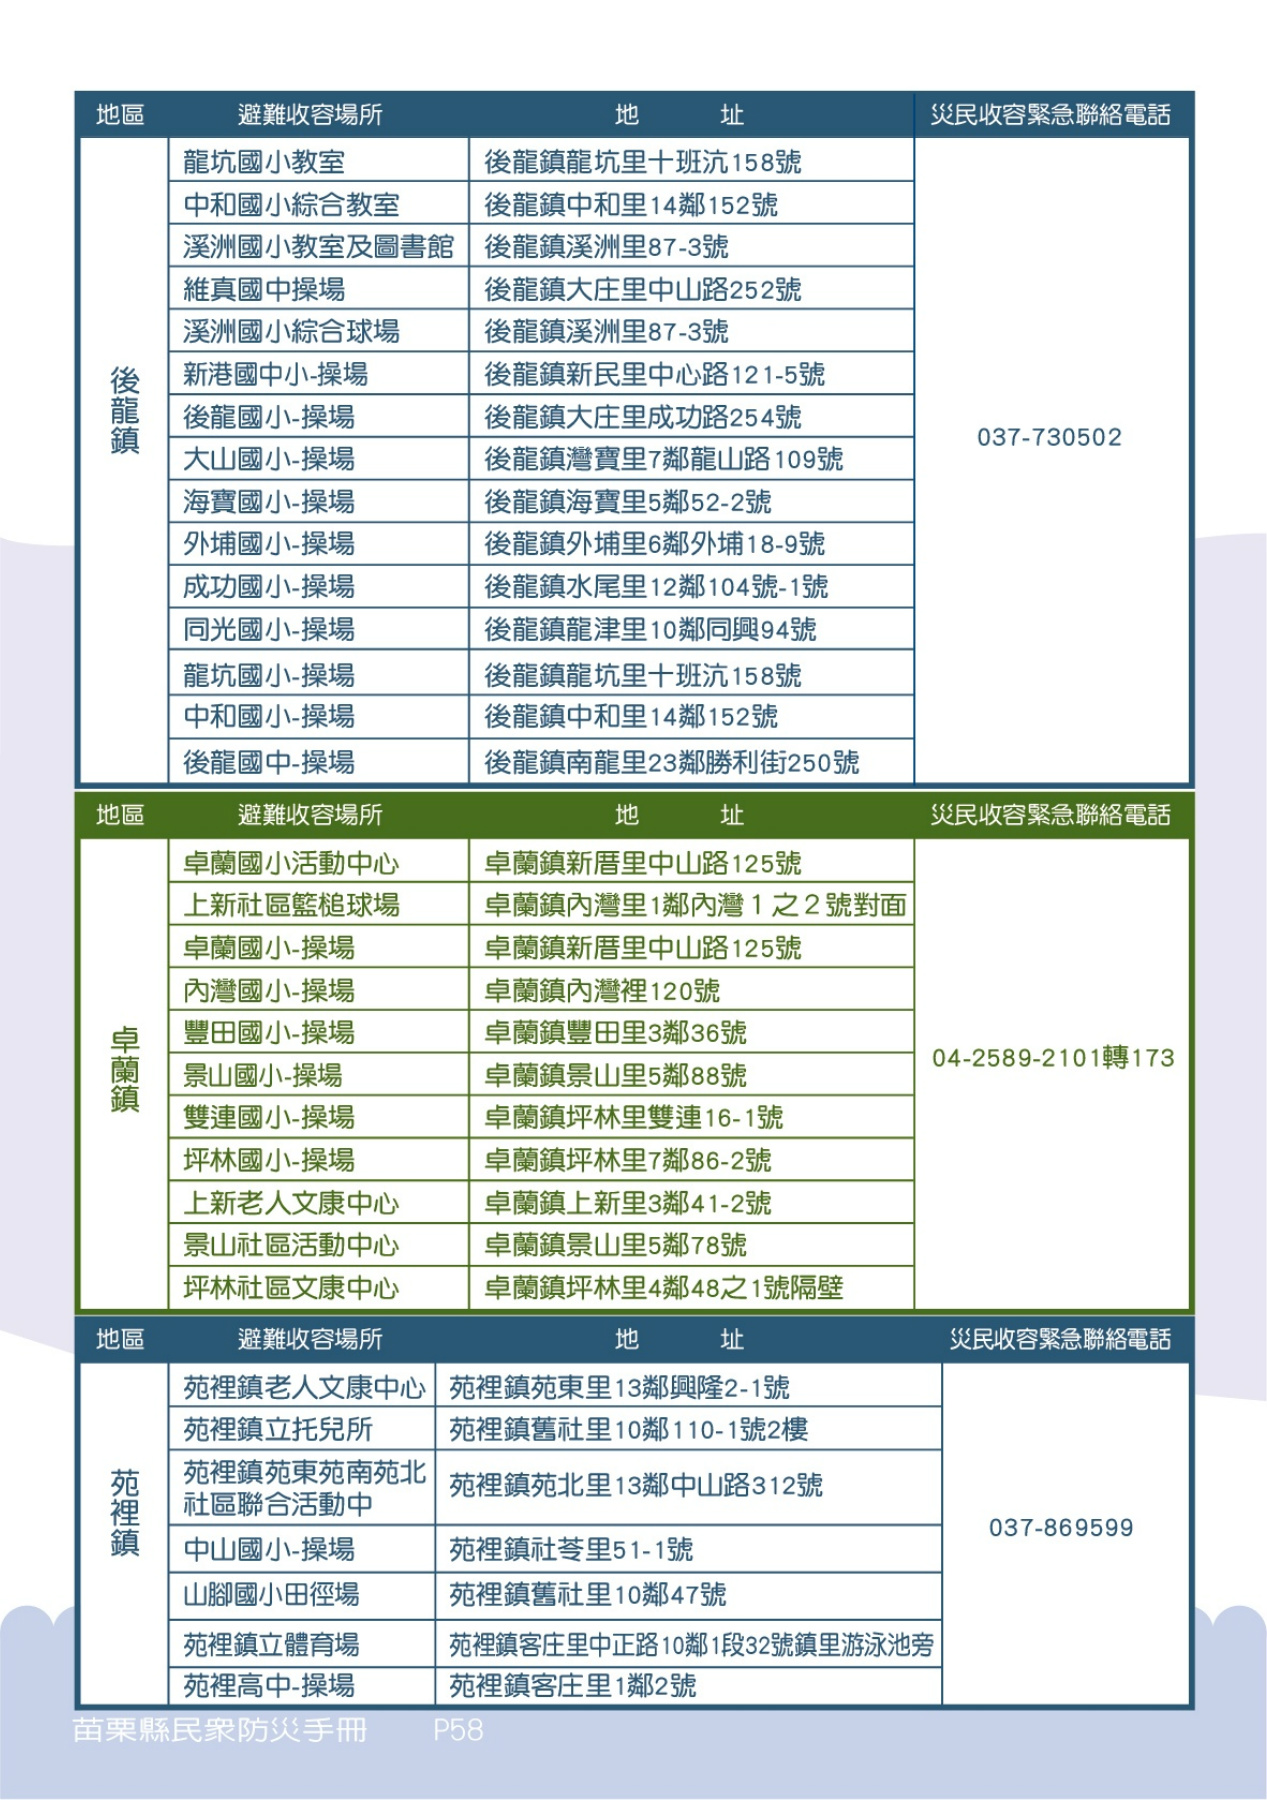 地區 避難收容場所 地 址 災民收容緊急聯絡電話
後龍鎮
龍坑國小教室 後龍鎮龍坑里十班沆158號
中和國小綜合教室 後龍鎮中和里14鄰152號
溪洲國小教室及圖書館 後龍鎮溪洲里87-3號
維真國中操場 後龍鎮大庄里中山路252號
溪洲國小綜合球場 後龍鎮溪洲里87-3號
新港國中小-操場 後龍鎮新民里中心路121-5號
後龍國小-操場 後龍鎮大庄里成功路254號
037-730502
大山國小-操場 後龍鎮灣寶里7鄰龍山路109號
海寶國小-操場 後龍鎮海寶里5鄰52-2號
外埔國小-操場 後龍鎮外埔里6鄰外埔18-9號
成功國小-操場 後龍鎮水尾里12鄰104號-1號
同光國小-操場 後龍鎮龍津里10鄰同興94號
龍坑國小-操場 後龍鎮龍坑里十班沆158號
中和國小-操場 後龍鎮中和里14鄰152號
後龍國中-操場 後龍鎮南龍里23鄰勝利街250號
地區 避難收容場所 地 址 災民收容緊急聯絡電話
卓蘭鎮
卓蘭國小活動中心 卓蘭鎮新厝里中山路125號
上新社區籃槌球場 卓蘭鎮內灣里1鄰內灣１之２號對面
卓蘭國小-操場 卓蘭鎮新厝里中山路125號
內灣國小-操場 卓蘭鎮內灣裡120號
豐田國小-操場 卓蘭鎮豐田里3鄰36號
04-2589-2101轉173
景山國小-操場 卓蘭鎮景山里5鄰88號
雙連國小-操場 卓蘭鎮坪林里雙連16-1號
坪林國小-操場 卓蘭鎮坪林里7鄰86-2號
上新老人文康中心 卓蘭鎮上新里3鄰41-2號
景山社區活動中心 卓蘭鎮景山里5鄰78號
坪林社區文康中心 卓蘭鎮坪林里4鄰48之1號隔壁
地區 避難收容場所 地 址 災民收容緊急聯絡電話
苑裡鎮
苑裡鎮老人文康中心 苑裡鎮苑東里13鄰興隆2-1號
苑裡鎮立托兒所 苑裡鎮舊社里10鄰110-1號2樓
苑裡鎮苑東苑南苑北
社區聯合活動中 苑裡鎮苑北里13鄰中山路312號
037-869599
中山國小-操場 苑裡鎮社苓里51-1號
山腳國小田徑場 苑裡鎮舊社里10鄰47號
苑裡鎮立體育場 苑裡鎮客庄里中正路10鄰1段32號鎮里游泳池旁
苑裡高中-操場 苑裡鎮客庄里1鄰2號
苗栗縣民眾防災手冊 P58